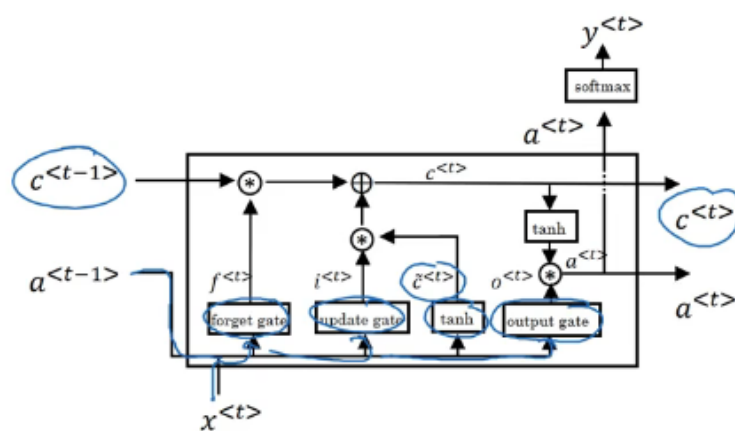 y<t>
softmax
a<t>
c<t-1>
c<t>
c<t>
tanh
a<t-1>
f<t>
i<t>
c̃<t>
o<t>
a<t>
a<t>
forget gate
update gate
tanh
output gate
x<t>